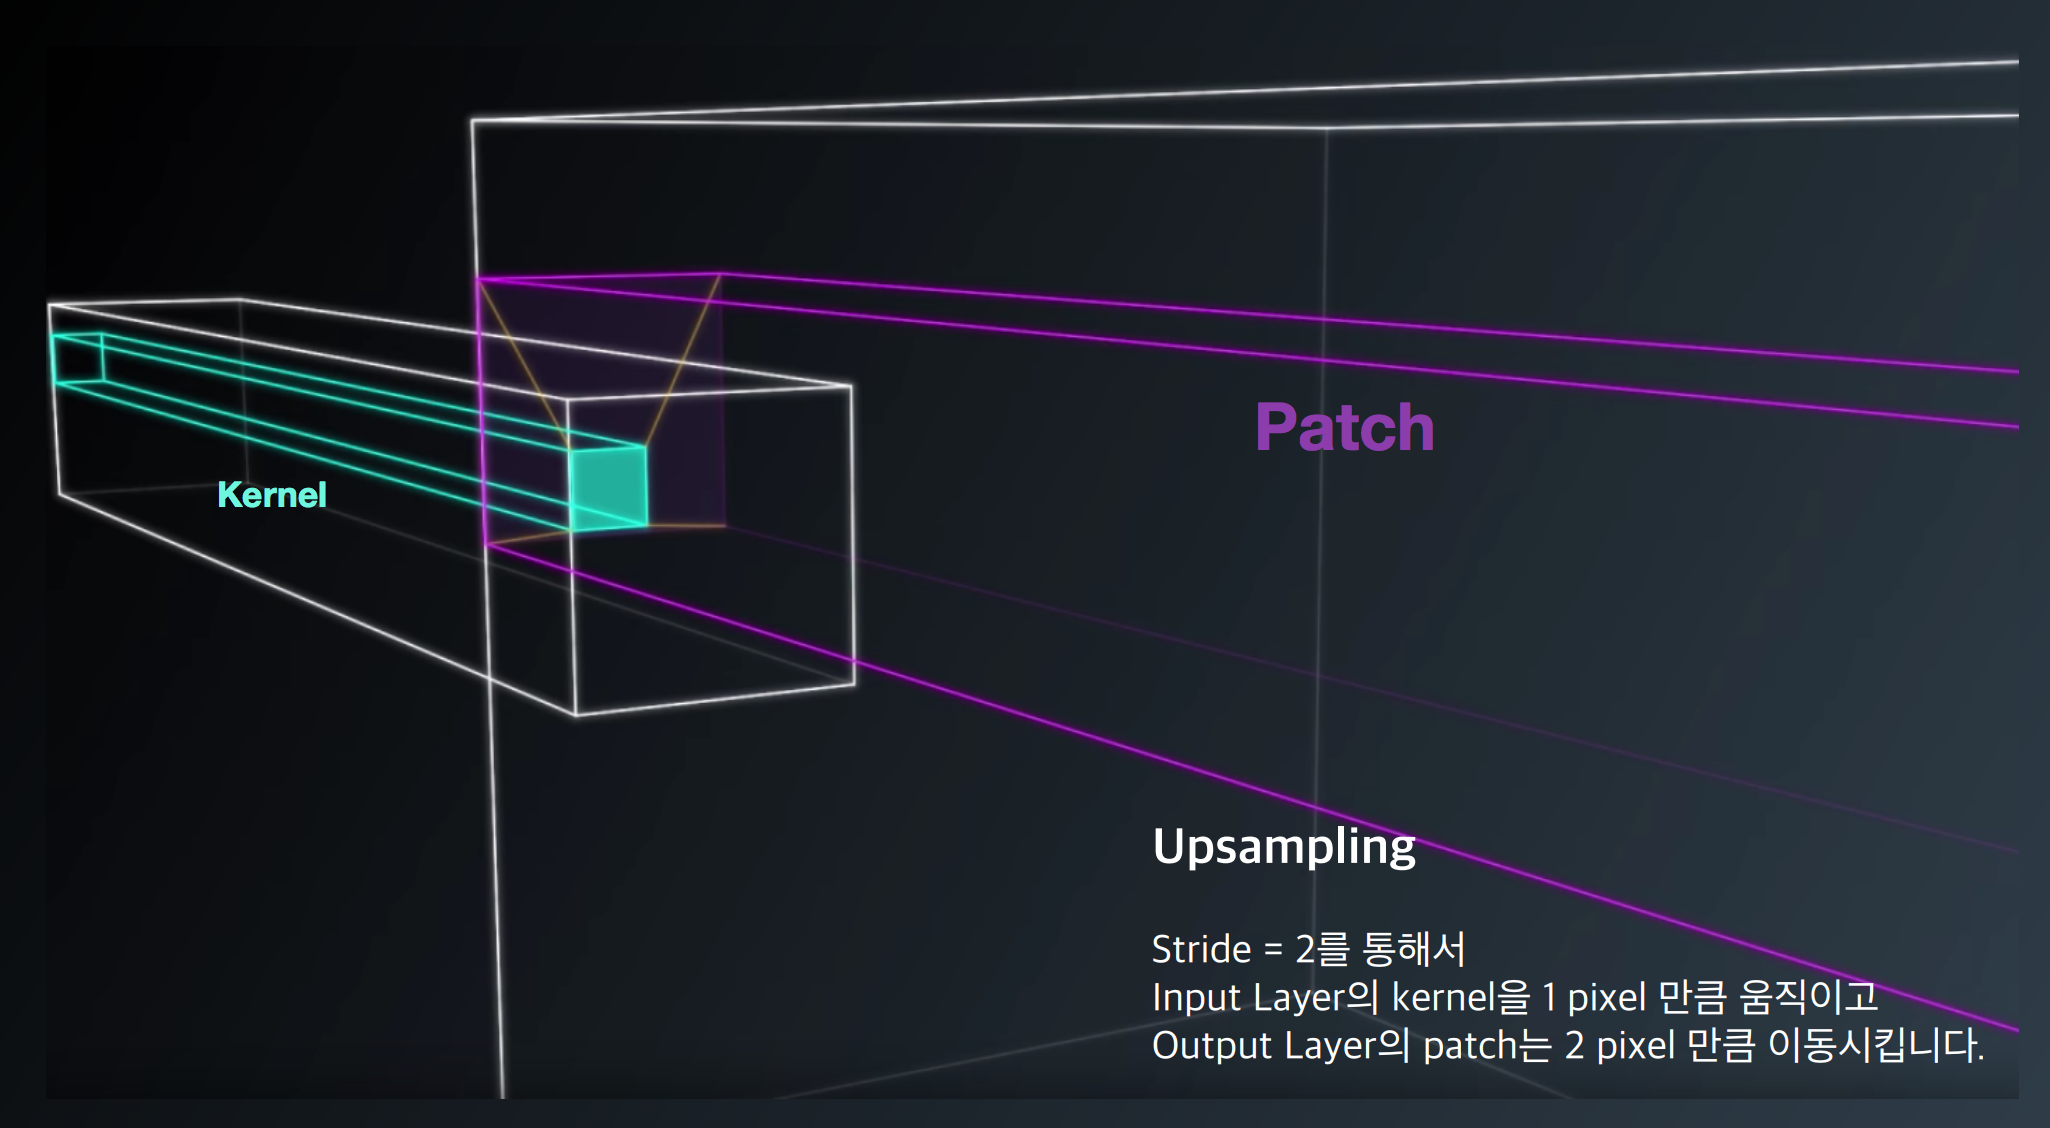 Patch
Kernel
Upsampling
Stride = 2를 통해서
Input Layer의 kernel을 1 pixel 만큼 움직이고
Output Layer의 patch는 2 pixel 만큼 이동시킵니다.